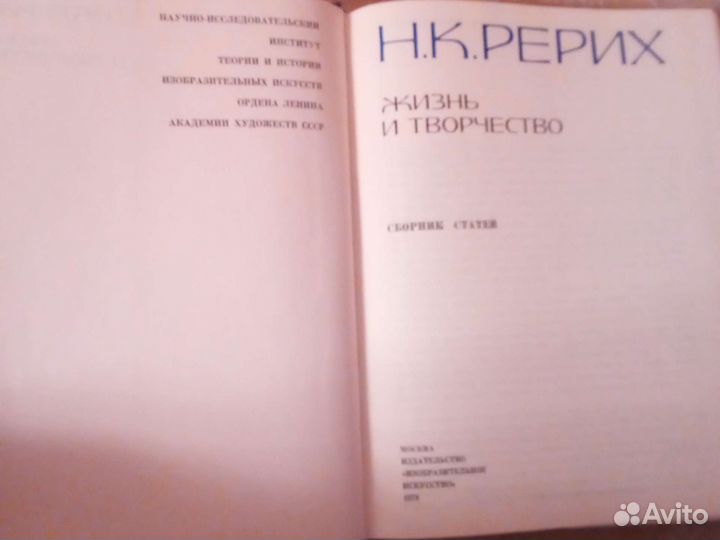 НАУЧНО-ИССЛЕДОВАТЕЛЬСКИЙ
ИНСТИТУТ
ТЕОРИИ И ИСТОРИИ
ИЗОБРАЗИТЕЛЬНЫХ ИСКУССТВ
ОРДЕНА ЛЕНИНА
АКАДЕМИИ ХУДОЖЕСТВ СССР
Н.К.РЕРИХ
ЖИЗНЬ
И ТВОРЧЕСТВО
СБОРНИК СТАТЕЙ
МОСКВА
ИЗДАТЕЛЬСТВО
«ИЗОБРАЗИТЕЛЬНОЕ
ИСКУССТВО»
1978
Avito